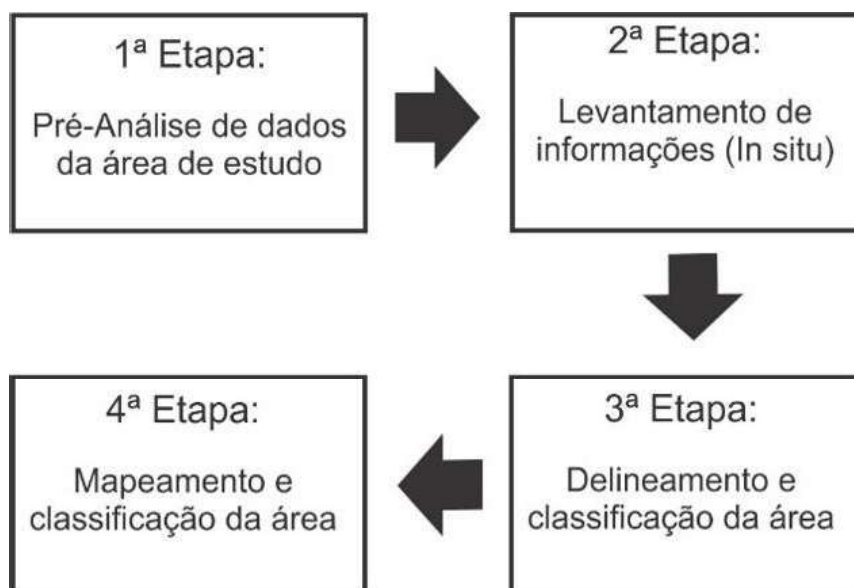 1ª Etapa:
Pré-Análise de dados
da área de estudo
2ª Etapa:
Levantamento de
informações (In situ)
3ª Etapa:
Delineamento e
classificação da área
4ª Etapa:
Mapeamento e
classificação da área